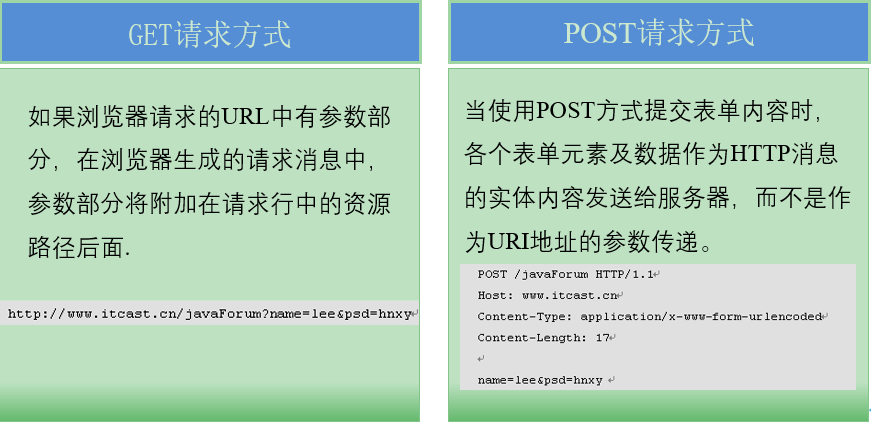 GET请求方式
如果浏览器请求的URL中有参数部
分，在浏览器生成的请求消息中，
参数部分将附加在请求行中的资源
路径后面.
http://www.itcast.cn/javaForum?name=lee&psd=hnxy
POST请求方式
当使用POST方式提交表单内容时，
各个表单元素及数据作为HTTP消息
的实体内容发送给服务器，而不是作
为URI地址的参数传递。
POST /javaForum HTTP/1.1
Host: www.itcast.cn
Content-Type: application/x-www-form-urlencoded
Content-Length: 17
name=lee&psd=hnxy